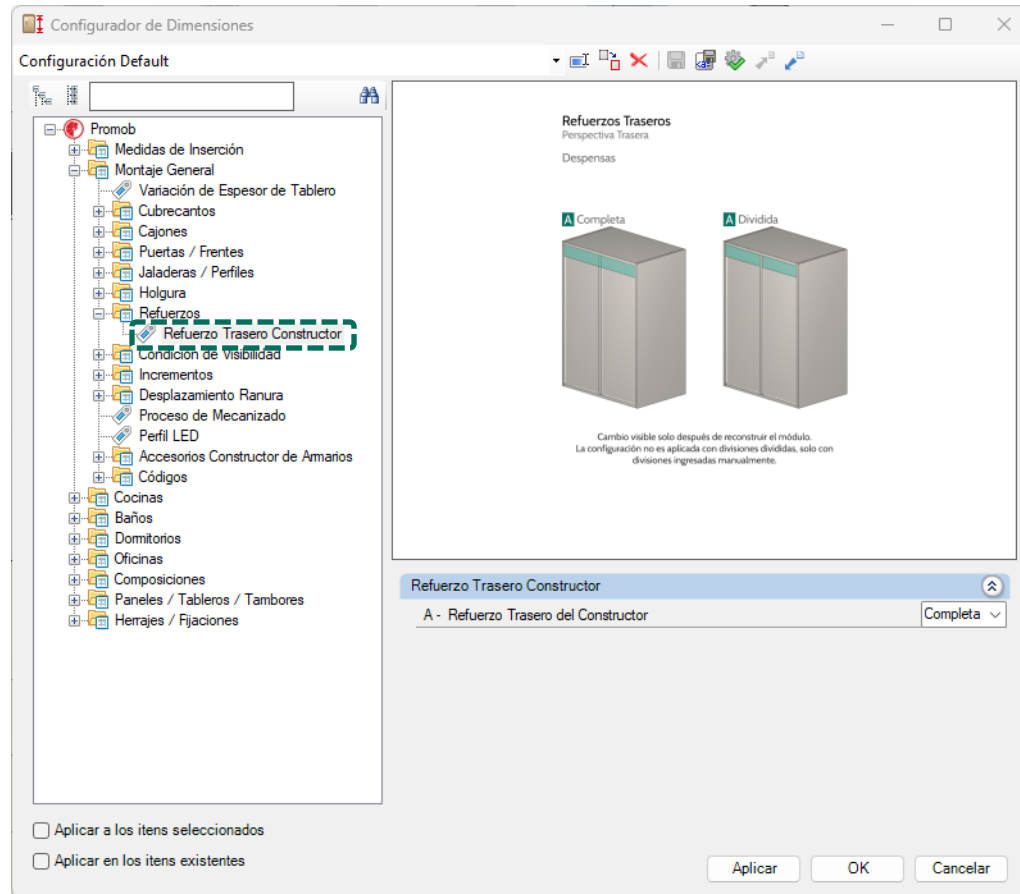 Configurador de Dimensiones
Configuración Default
Promob
Medidas de Inserción
Montaje General
Variación de Espesor de Tablero
Cubrecantos
Cajones
Puertas / Frentes
Jaladeras / Perfiles
Holgura
Refuerzos
Refuerzo Trasero Constructor
Condición de Visibilidad
Incrementos
Desplazamiento Ranura
Proceso de Mecanizado
Perfil LED
Accesorios Constructor de Armarios
Códigos
Cocinas
Baños
Dormitorios
Oficinas
Composiciones
Paneles / Tableros / Tambores
Herrajes / Fijaciones
Refuerzos Traseros
Perspectiva Trasera
Despensas
A Completa
A Dividida
Cambio visible solo después de reconstruir el módulo.
La configuración no es aplicada con divisiones divididas, solo con
divisiones ingresadas manualmente.
Refuerzo Trasero Constructor
A - Refuerzo Trasero del Constructor
Completa
Aplicar a los itens seleccionados
Aplicar en los itens existentes
Aplicar
OK
Cancelar